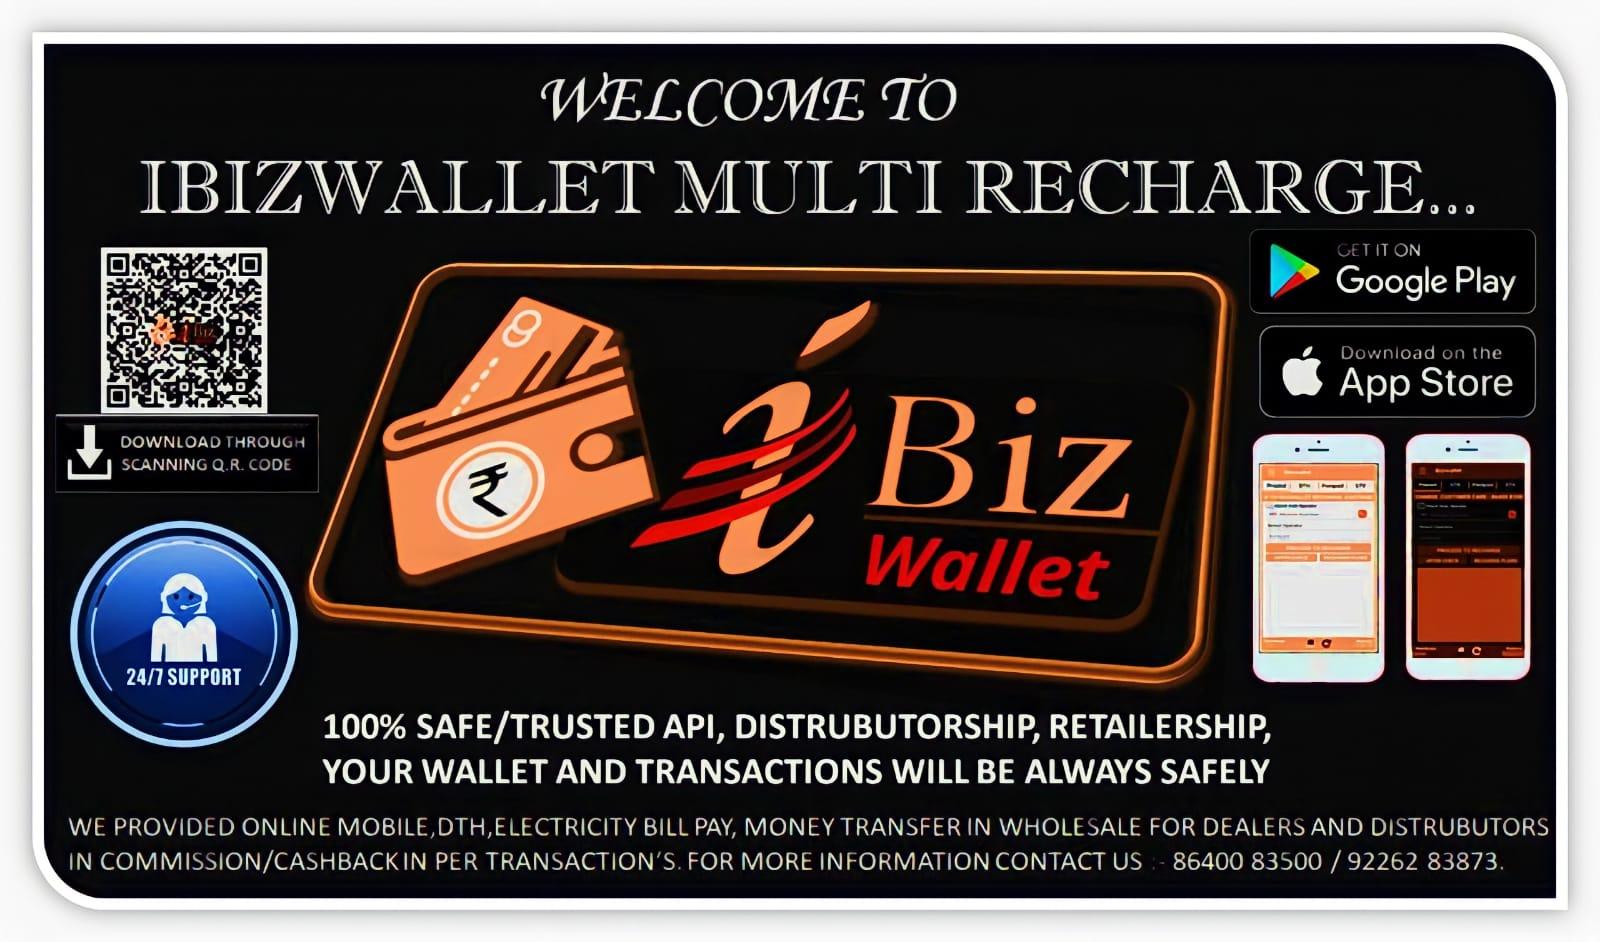 WELCOME TO
IBIZWALLET MULTI RECHARGE...
GET IT ON
Google Play
Download on the
App Store
DOWNLOAD THROUGH
SCANNING Q.R. CODE
₹
i Biz
Wallet
24/7 SUPPORT
100% SAFE/TRUSTED API, DISTRUBUTORSHIP, RETAILERSHIP,
YOUR WALLET AND TRANSACTIONS WILL BE ALWAYS SAFELY
WE PROVIDED ONLINE MOBILE,DTH,ELECTRICITY BILL PAY, MONEY TRANSFER IN WHOLESALE FOR DEALERS AND DISTRUBUTORS
IN COMMISSION/CASHBACK IN PER TRANSACTION'S. FOR MORE INFORMATION CONTACT US :- 86400 83500 / 92262 83873.